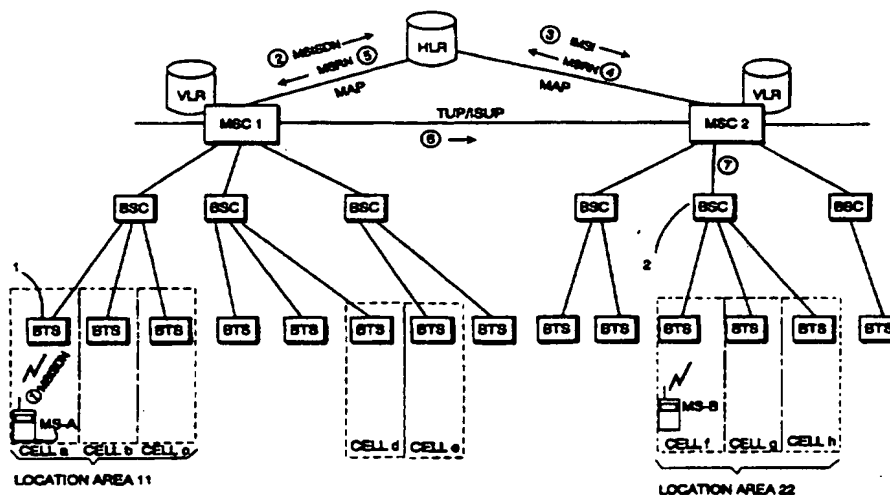 ② MSISDN
MSRN ⑤
MAP
HLR
③ IMSI
MSRN ④
MAP
VLR
MSC 1
TUP/ISUP
⑥
MSC 2
VLR
⑦
BSC
BSC
BSC
BSC
BSC
BSC
1
2
BTS
BTS
BTS
BTS
BTS
BTS
BTS
BTS
BTS
BTS
BTS
BTS
BTS
BTS
① MSISDN
MS-A
MS-B
CELL a
CELL b
CELL c
CELL d
CELL e
CELL f
CELL g
CELL h
LOCATION AREA 11
LOCATION AREA 22